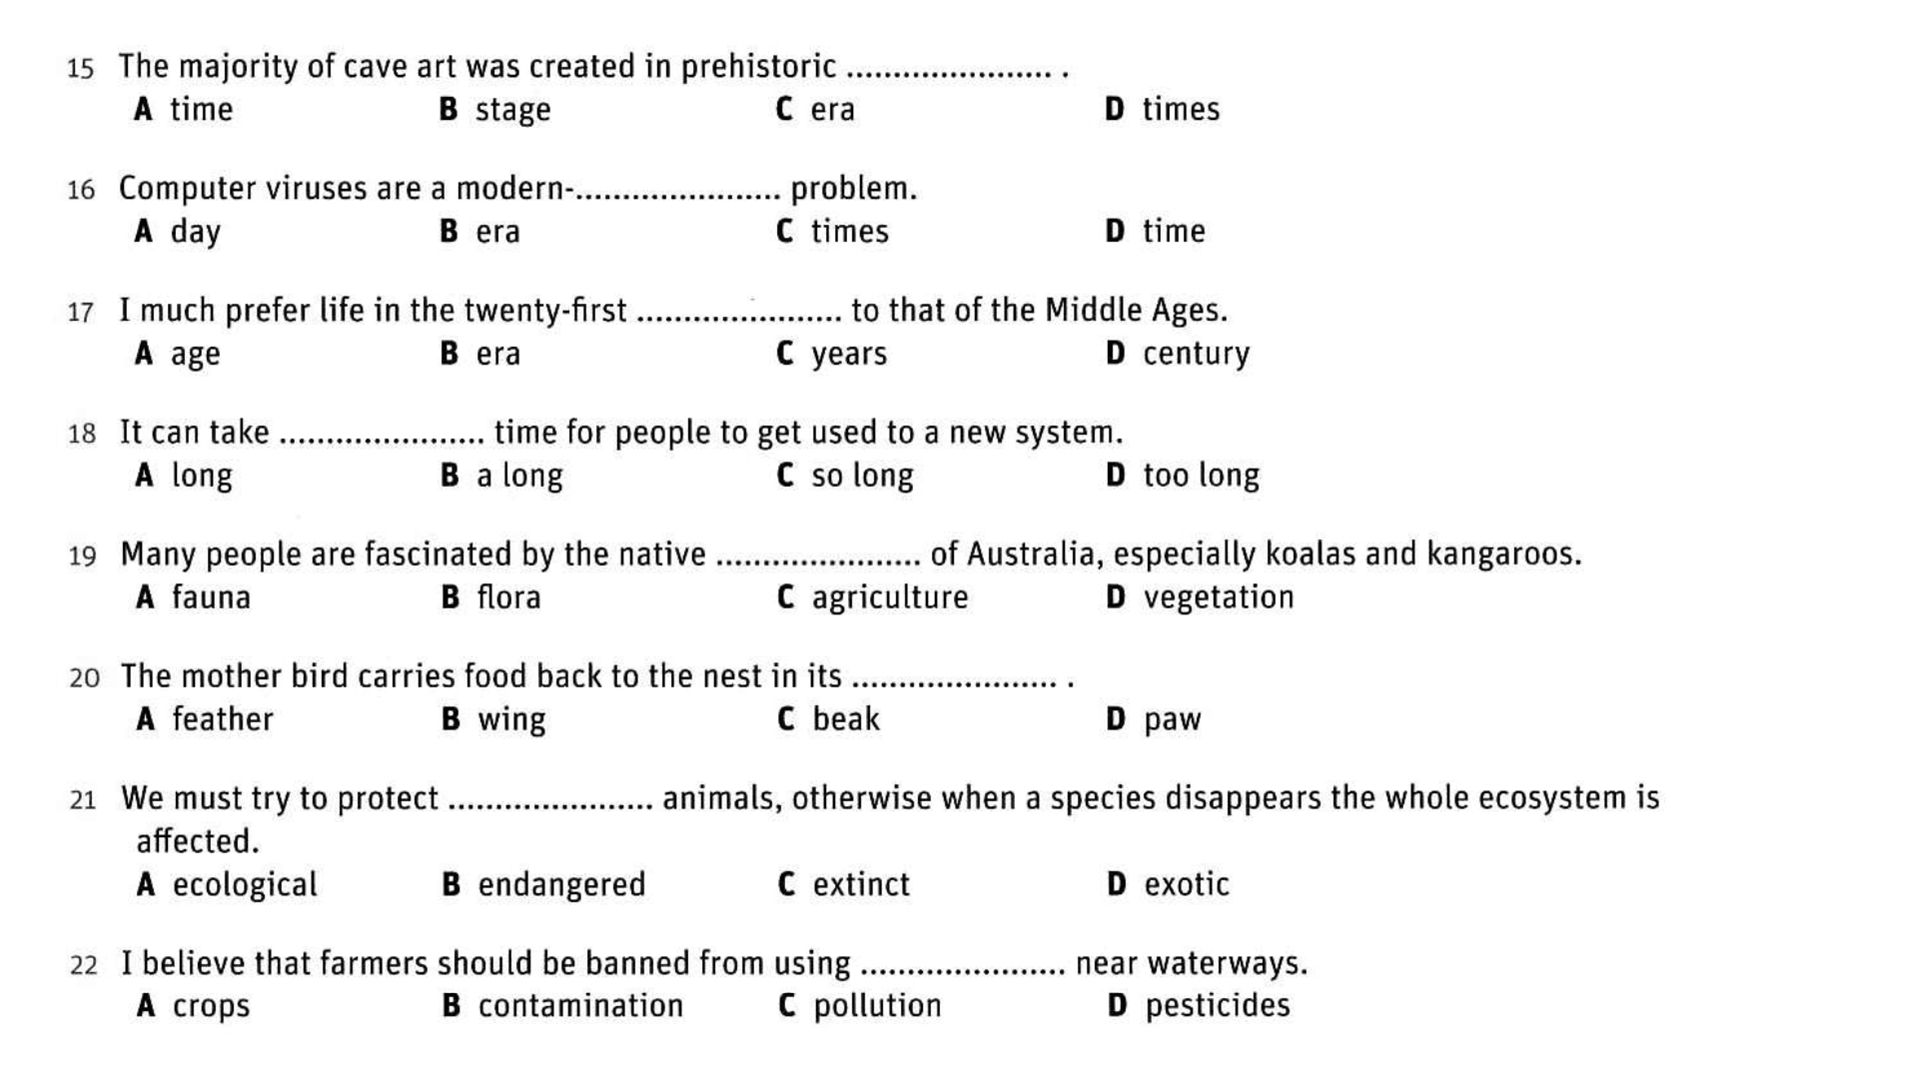 15 The majority of cave art was created in prehistoric ...................... .
A time B stage C era D times
16 Computer viruses are a modern-...................... problem.
A day B era C times D time
17 I much prefer life in the twenty-first ...................... to that of the Middle Ages.
A age B era C years D century
18 It can take ...................... time for people to get used to a new system.
A long B a long C so long D too long
19 Many people are fascinated by the native ...................... of Australia, especially koalas and kangaroos.
A fauna B flora C agriculture D vegetation
20 The mother bird carries food back to the nest in its ...................... .
A feather B wing C beak D paw
21 We must try to protect ...................... animals, otherwise when a species disappears the whole ecosystem is
affected.
A ecological B endangered C extinct D exotic
22 I believe that farmers should be banned from using ...................... near waterways.
A crops B contamination C pollution D pesticides